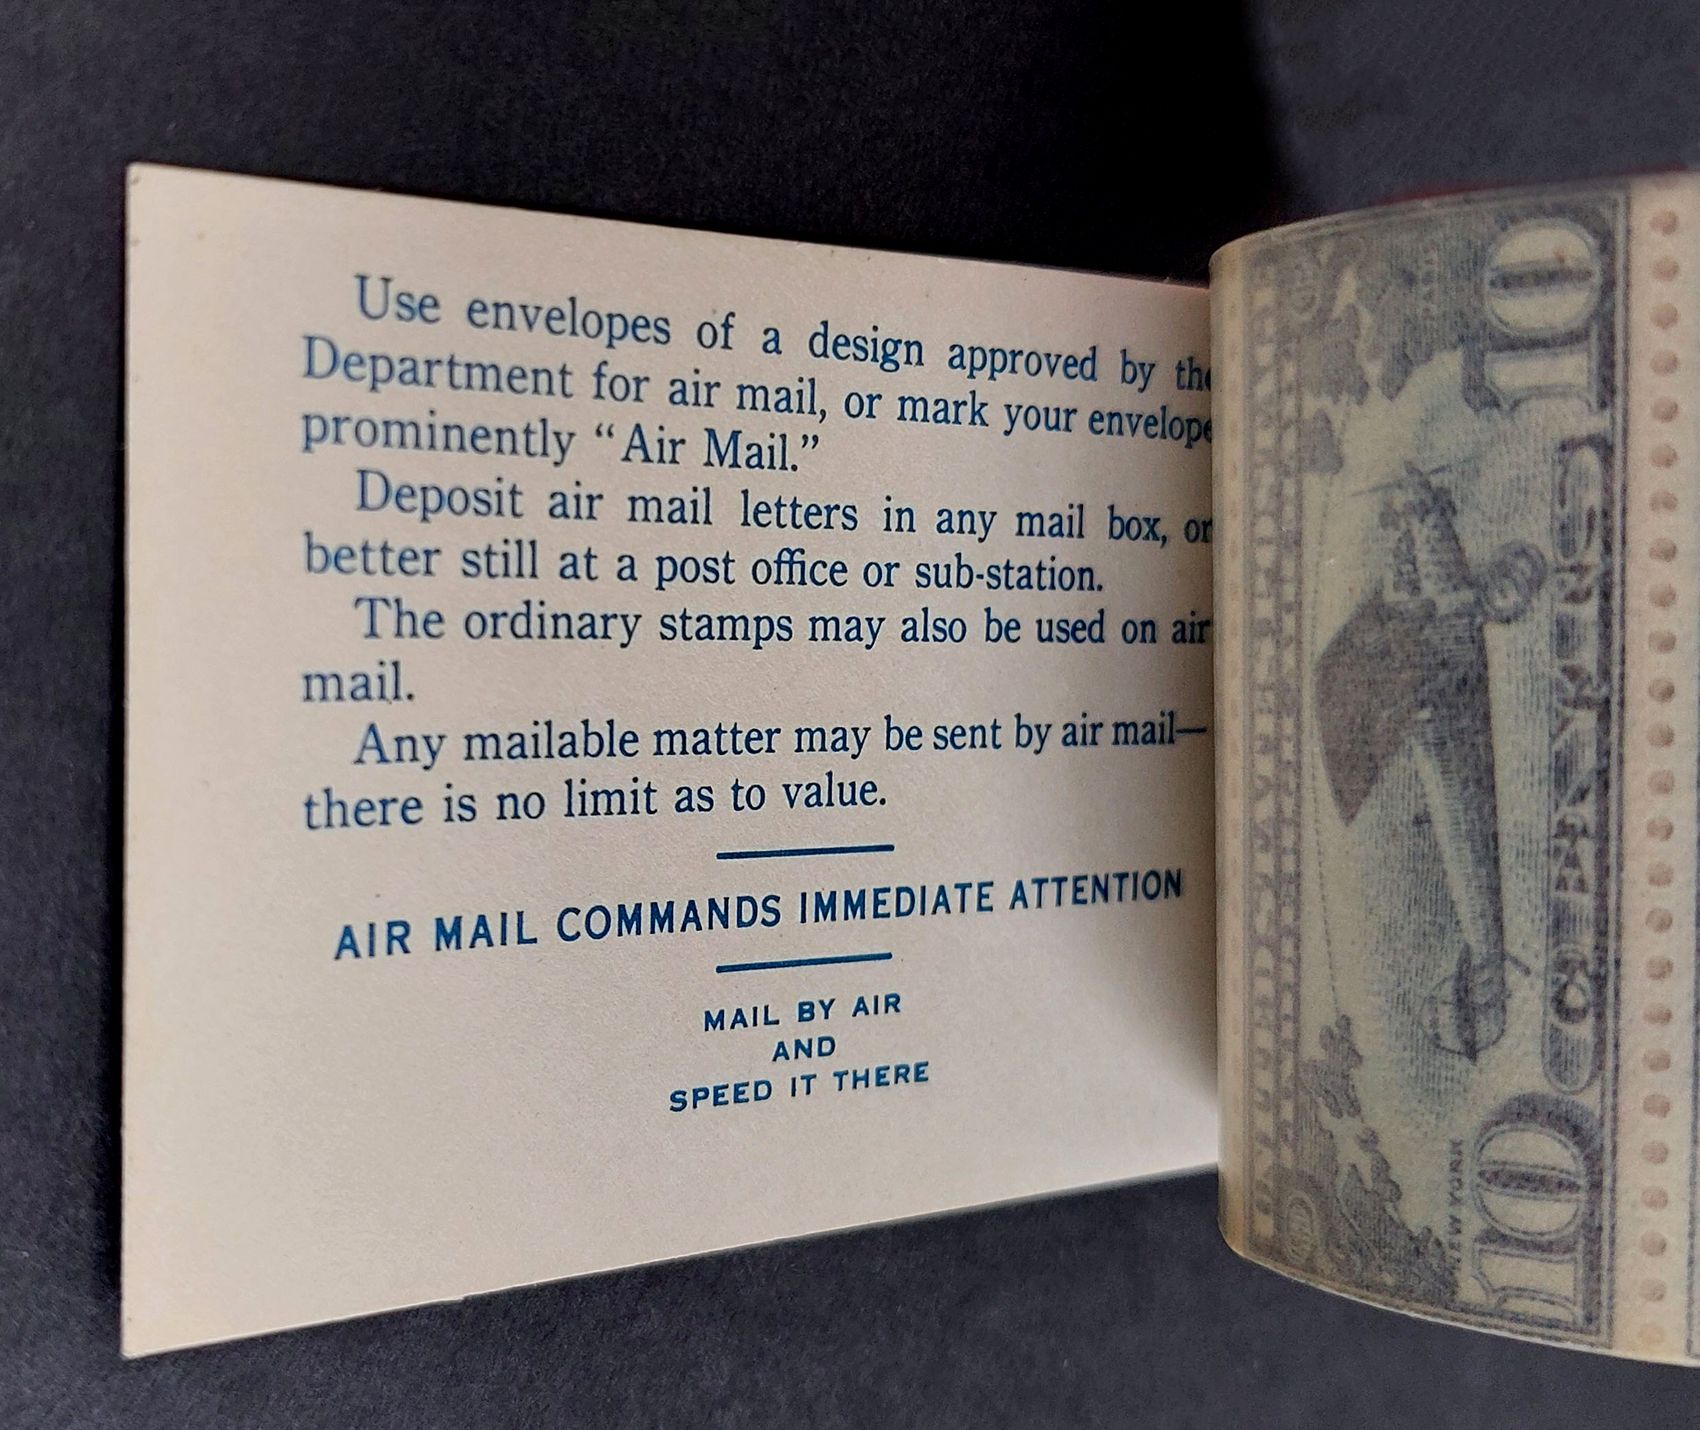 Use envelopes of a design approved by the
Department for air mail, or mark your envelope
prominently “Air Mail.”
Deposit air mail letters in any mail box, or
better still at a post office or sub-station.
The ordinary stamps may also be used on air
mail.
Any mailable matter may be sent by air mail—
there is no limit as to value.
AIR MAIL COMMANDS IMMEDIATE ATTENTION
MAIL BY AIR
AND
SPEED IT THERE
10 CENTS 10
NEW YORK
PARIS